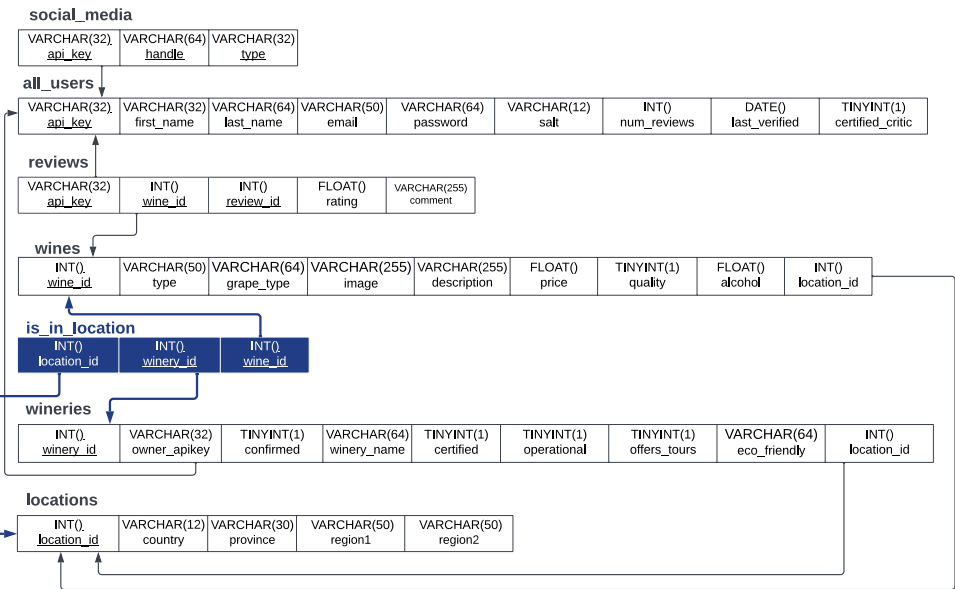 social_media
VARCHAR(32) VARCHAR(64) VARCHAR(32)
api_key handle type
all_users
VARCHAR(32) VARCHAR(32) VARCHAR(64) VARCHAR(50) VARCHAR(64) VARCHAR(12) INT() DATE() TINYINT(1)
api_key first_name last_name email password salt num_reviews last_verified certified_critic
reviews
VARCHAR(32) INT() INT() FLOAT() VARCHAR(255)
api_key wine_id review_id rating comment
wines
INT() VARCHAR(50) VARCHAR(64) VARCHAR(255) VARCHAR(255) FLOAT() TINYINT(1) FLOAT() INT()
wine_id type grape_type image description price quality alcohol location_id
is_in_location
INT() INT() INT()
location_id winery_id wine_id
wineries
INT() VARCHAR(32) TINYINT(1) VARCHAR(64) TINYINT(1) TINYINT(1) TINYINT(1) VARCHAR(64) INT()
winery_id owner_apikey confirmed winery_name certified operational offers_tours eco_friendly location_id
locations
INT() VARCHAR(12) VARCHAR(30) VARCHAR(50) VARCHAR(50)
location_id country province region1 region2